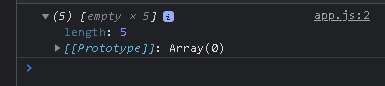 ▼(5) [empty × 5] i app.js:2
length: 5
▶[[Prototype]]: Array(0)
>